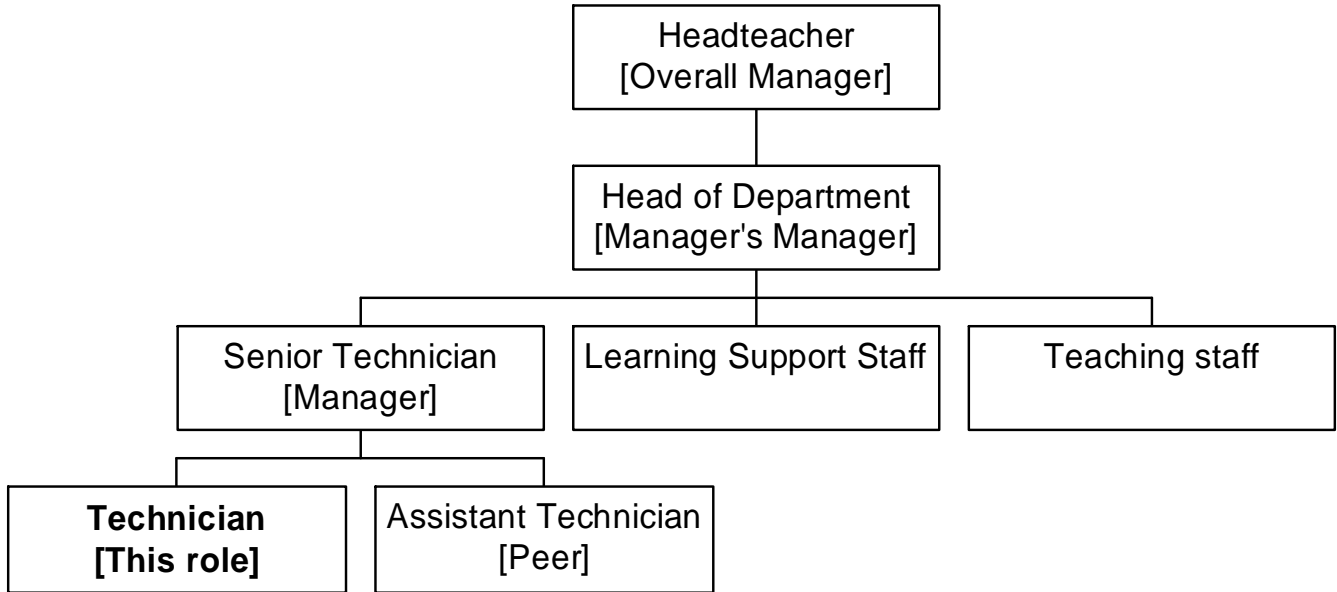 Headteacher
[Overall Manager]
Head of Department
[Manager's Manager]
Senior Technician
[Manager]
Learning Support Staff
Teaching staff
Technician
[This role]
Assistant Technician
[Peer]